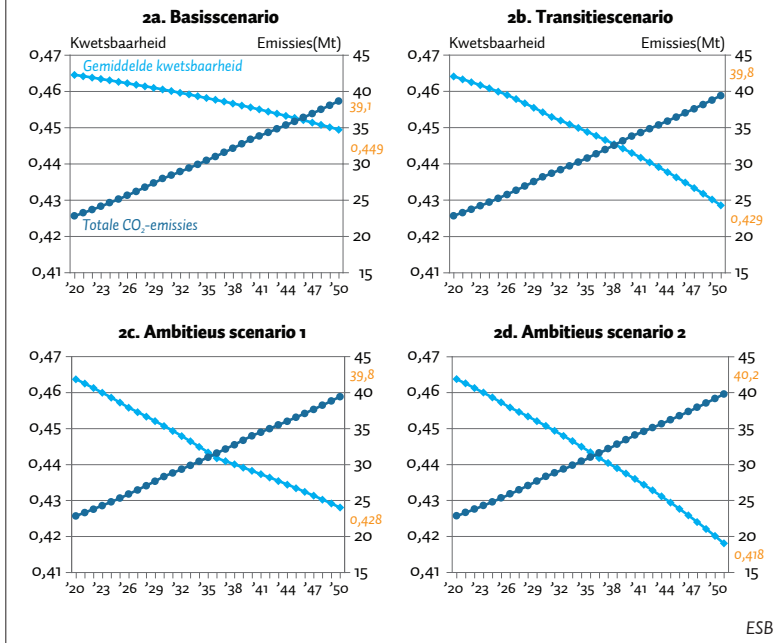 2a. Basisscenario
Kwetsbaarheid Emissies(Mt)
0,47 45
Gemiddelde kwetsbaarheid
0,46 40
39,1
0,45 35
0,449
0,44 30
0,43 25
Totale CO₂-emissies
0,42 20
0,41 15
'20 '23 '26 '29 '32 '35 '38 '41 '44 '47 '50
2b. Transitiescenario
Kwetsbaarheid Emissies(Mt)
0,47 45
39,8
0,46 40
0,45 35
0,44 30
0,43 25
0,429
0,42 20
0,41 15
'20 '23 '26 '29 '32 '35 '38 '41 '44 '47 '50
2c. Ambitieus scenario 1
0,47 45
39,8
0,46 40
0,45 35
0,44 30
0,43 25
0,428
0,42 20
0,41 15
'20 '23 '26 '29 '32 '35 '38 '41 '44 '47 '50
2d. Ambitieus scenario 2
0,47 45
40,2
0,46 40
0,45 35
0,44 30
0,43 25
0,42 20
0,418
0,41 15
'20 '23 '26 '29 '32 '35 '38 '41 '44 '47 '50
ESB